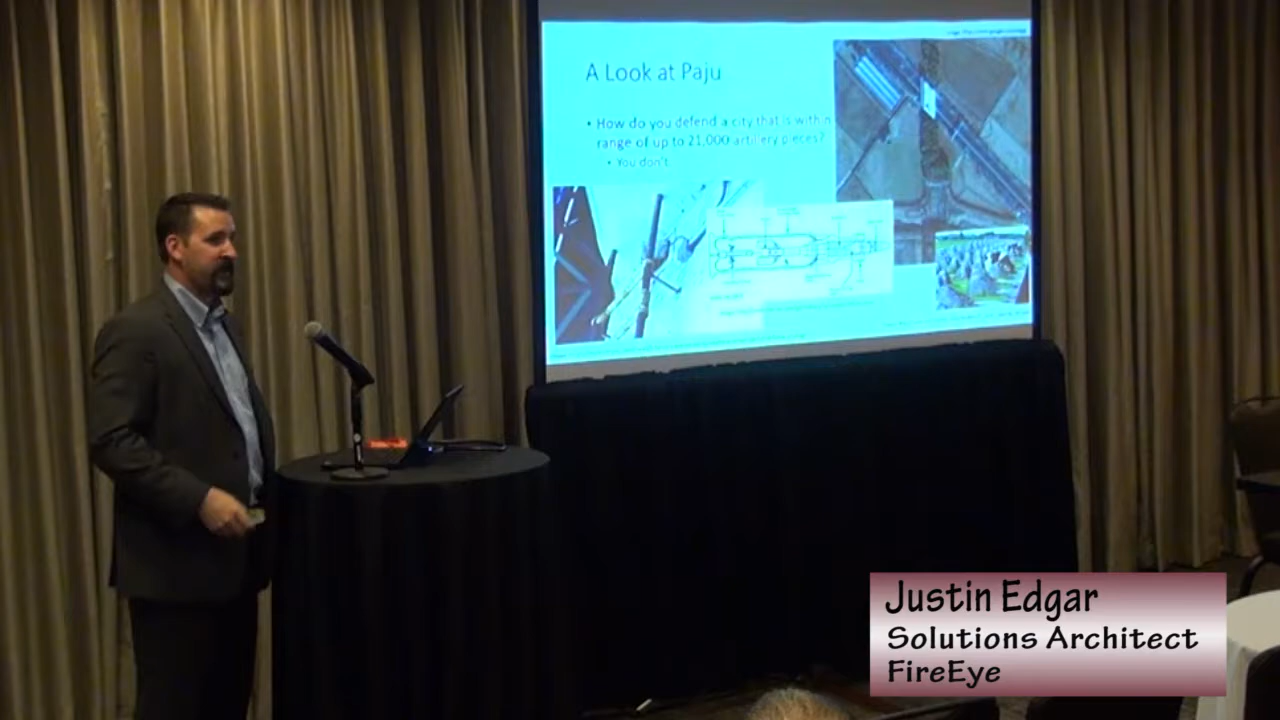 A Look at Paju
• How do you defend a city that is within
range of up to 21,000 artillery pieces?
• You don't
Justin Edgar
Solutions Architect
FireEye